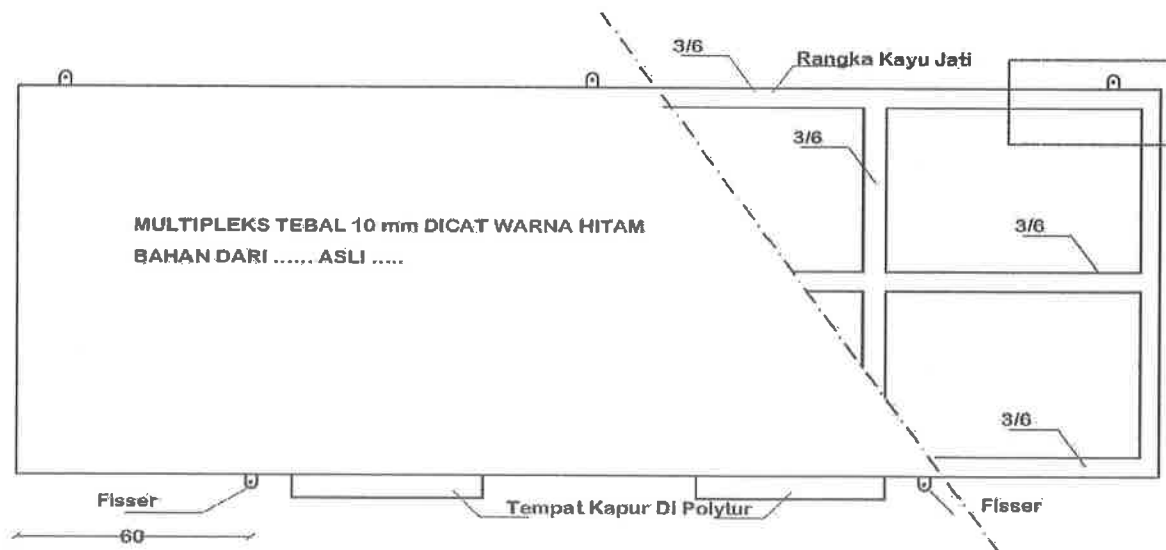 3/6
Rangka Kayu Jati
3/6
MULTIPLEKS TEBAL 10 mm DICAT WARNA HITAM
3/6
BAHAN DARI ...... ASLI .....
3/6
Fisser
Tempat Kapur Di Polytur
Fisser
60